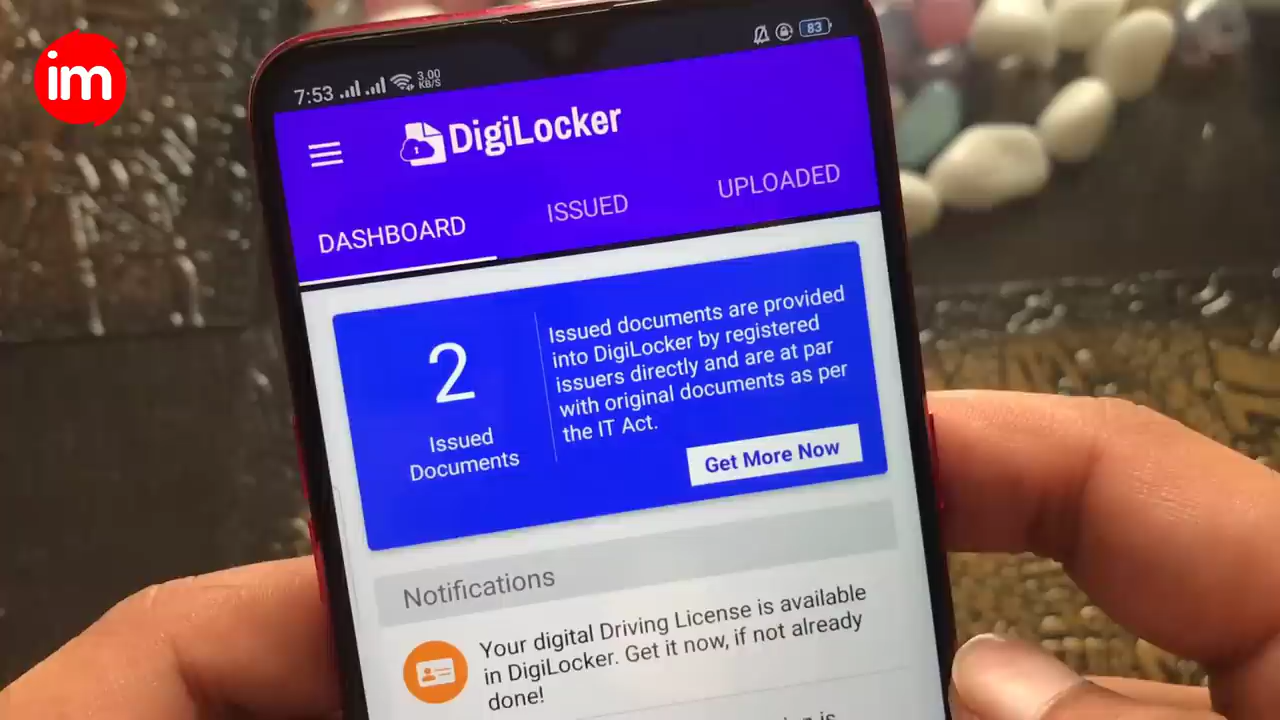 im
7:53
3.00
KB/S
83
DigiLocker
DASHBOARD
ISSUED
UPLOADED
2
Issued
Documents
Issued documents are provided
into DigiLocker by registered
issuers directly and are at par
with original documents as per
the IT Act.
Get More Now
Notifications
Your digital Driving License is available
in DigiLocker. Get it now, if not already
done!
is